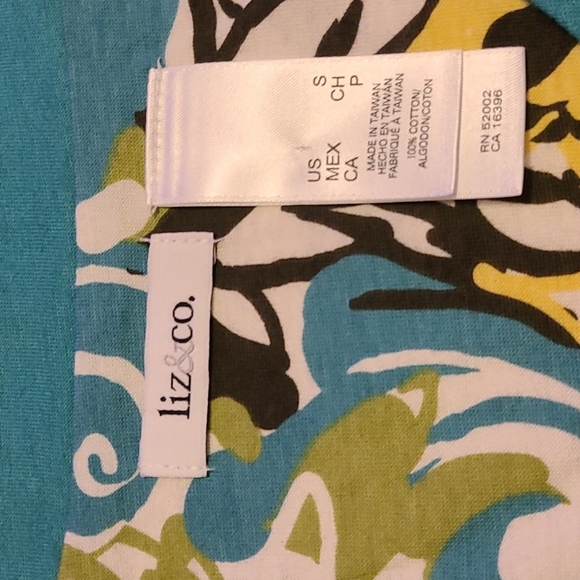 liz&co.
US S
MEX CH
CA P
MADE IN TAIWAN
HECHO EN TAIWÁN
FABRIQUÉ À TAIWAN
100% COTTON/
ALGODON/COTON
RN 52002
CA 16396